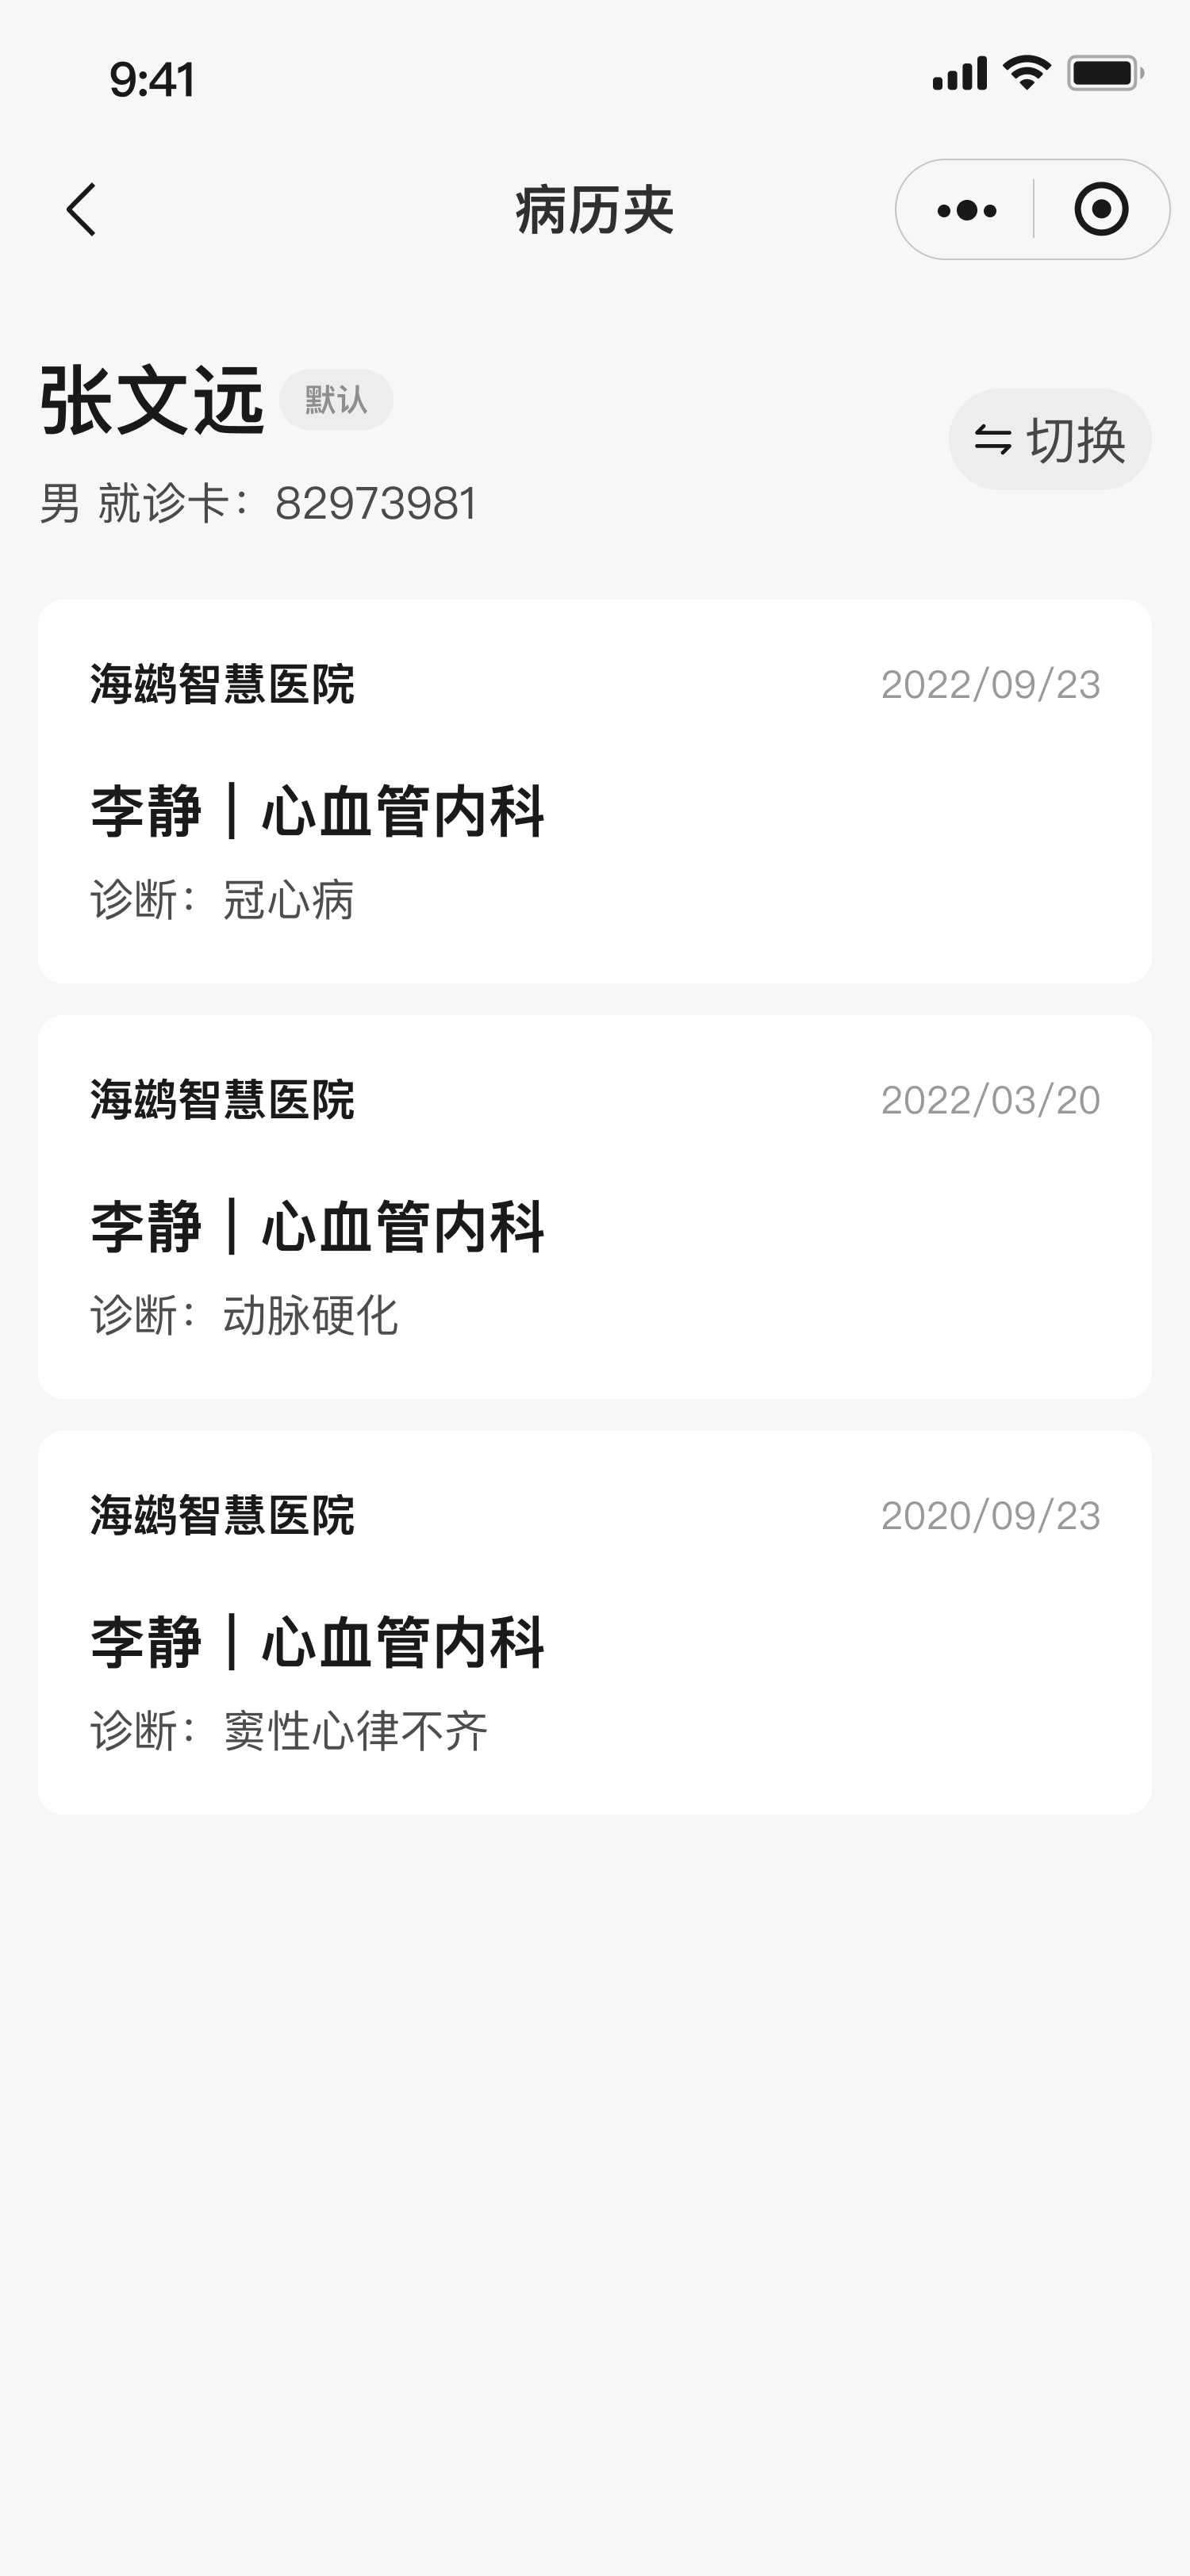 9:41
病历夹
张文远 默认
切换
男 就诊卡：82973981
海鹚智慧医院 2022/09/23
李静｜心血管内科
诊断：冠心病
海鹚智慧医院 2022/03/20
李静｜心血管内科
诊断：动脉硬化
海鹚智慧医院 2020/09/23
李静｜心血管内科
诊断：窦性心律不齐